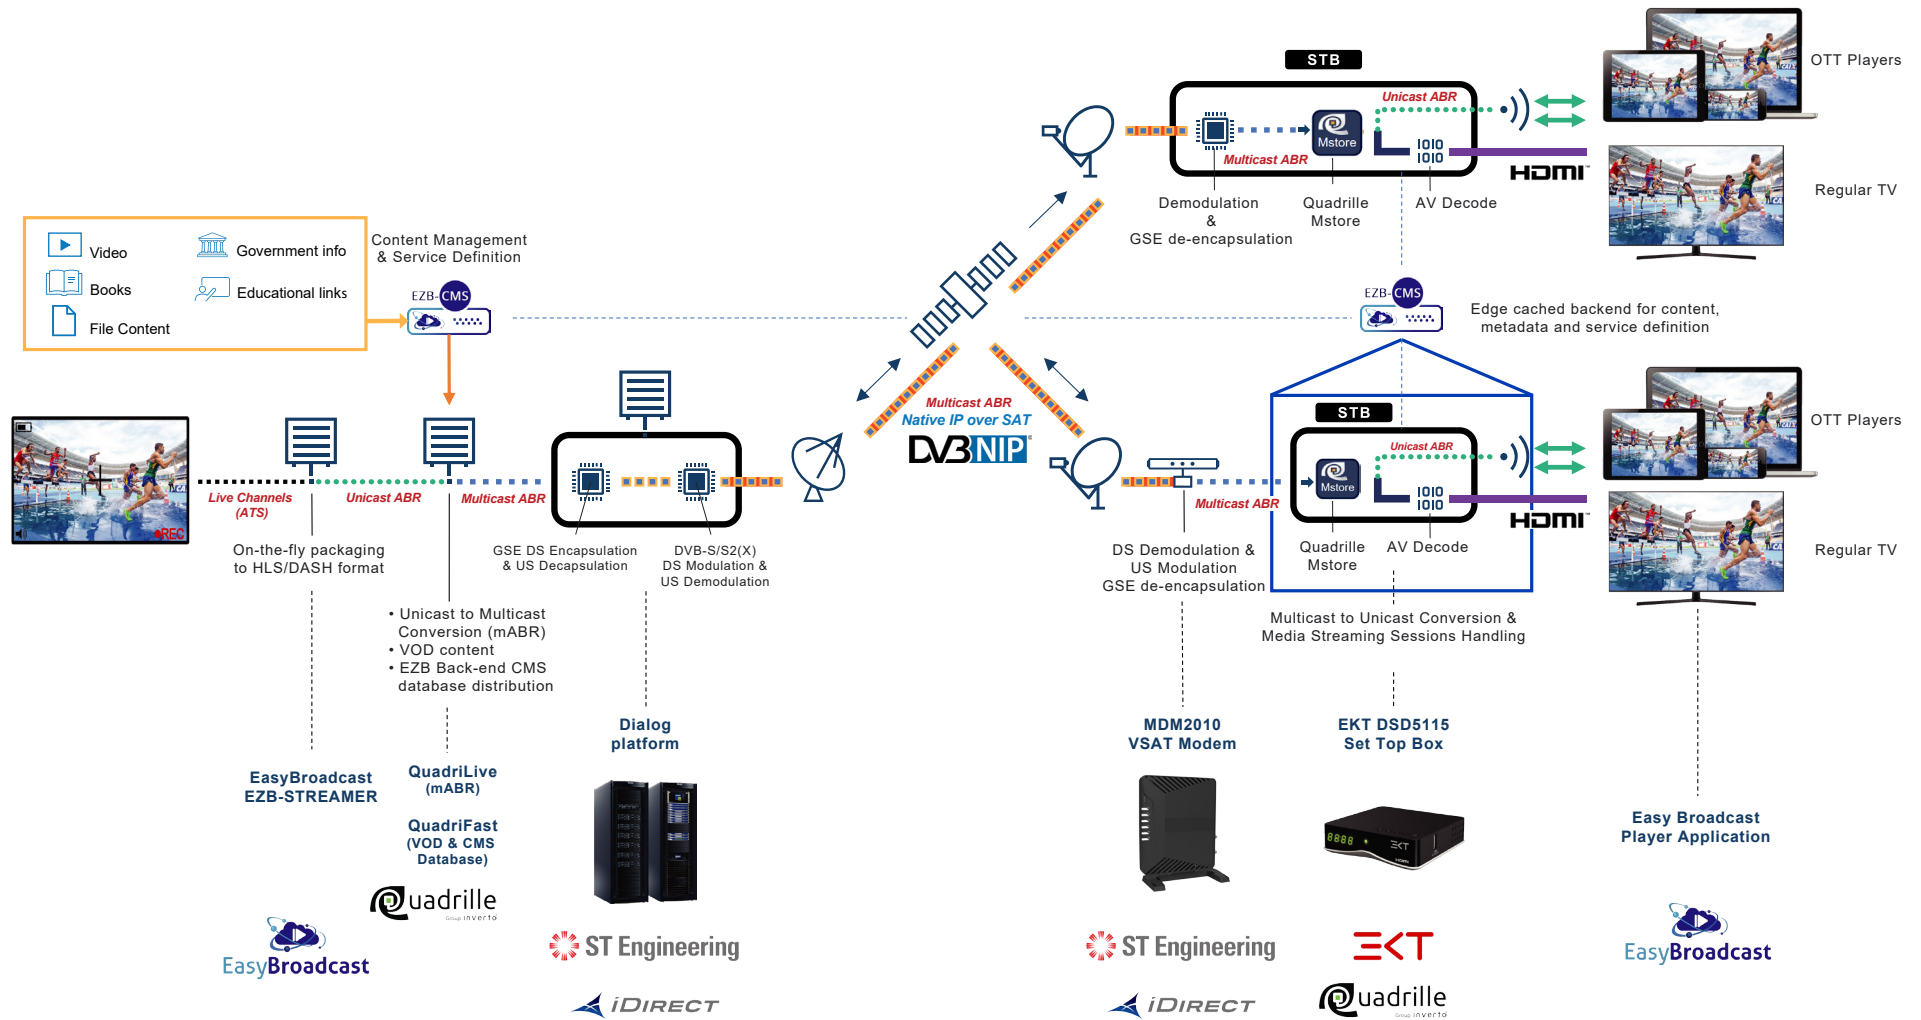 STB
OTT Players
Unicast ABR
Mstore
1010
1010
Multicast ABR
HDMI
Demodulation
&
GSE de-encapsulation
Quadrille
Mstore
AV Decode
Regular TV
Video
Government info
Books
Educational links
File Content
Content Management
& Service Definition
EZB-CMS
EZB-CMS
Edge cached backend for content,
metadata and service definition
Multicast ABR
Native IP over SAT
DVB NIP
REC
Live Channels
(ATS)
Unicast ABR
Multicast ABR
On-the-fly packaging
to HLS/DASH format
GSE DS Encapsulation
& US Decapsulation
DVB-S/S2(X)
DS Modulation &
US Demodulation
• Unicast to Multicast
Conversion (mABR)
• VOD content
• EZB Back-end CMS
database distribution
Multicast ABR
DS Demodulation &
US Modulation
GSE de-encapsulation
STB
Unicast ABR
Mstore
1010
1010
HDMI
Quadrille
Mstore
AV Decode
OTT Players
Regular TV
Multicast to Unicast Conversion &
Media Streaming Sessions Handling
EasyBroadcast
EZB-STREAMER
QuadriLive
(mABR)
QuadriFast
(VOD & CMS
Database)
Dialog
platform
MDM2010
VSAT Modem
EKT DSD5115
Set Top Box
Easy Broadcast
Player Application
8888
EKT
HDMI
Quadrille
Group inverto
EasyBroadcast
ST Engineering
iDIRECT
ST Engineering
iDIRECT
EKT
Quadrille
Group inverto
EasyBroadcast